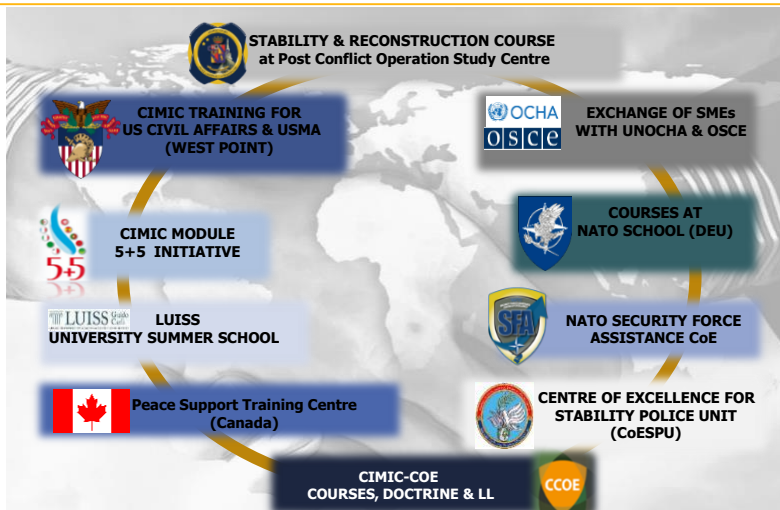 STABILITY & RECONSTRUCTION COURSE
at Post Conflict Operation Study Centre
CIMIC TRAINING FOR
US CIVIL AFFAIRS & USMA
(WEST POINT)
OCHA
osce
EXCHANGE OF SMEs
WITH UNOCHA & OSCE
5+5
CIMIC MODULE
5+5 INITIATIVE
COURSES AT
NATO SCHOOL (DEU)
LUISS Guido Carli
LUISS
UNIVERSITY SUMMER SCHOOL
SFA
NATO SECURITY FORCE
ASSISTANCE CoE
Peace Support Training Centre
(Canada)
CENTRE OF EXCELLENCE FOR
STABILITY POLICE UNIT
(CoESPU)
CIMIC-COE
COURSES, DOCTRINE & LL
CCOE